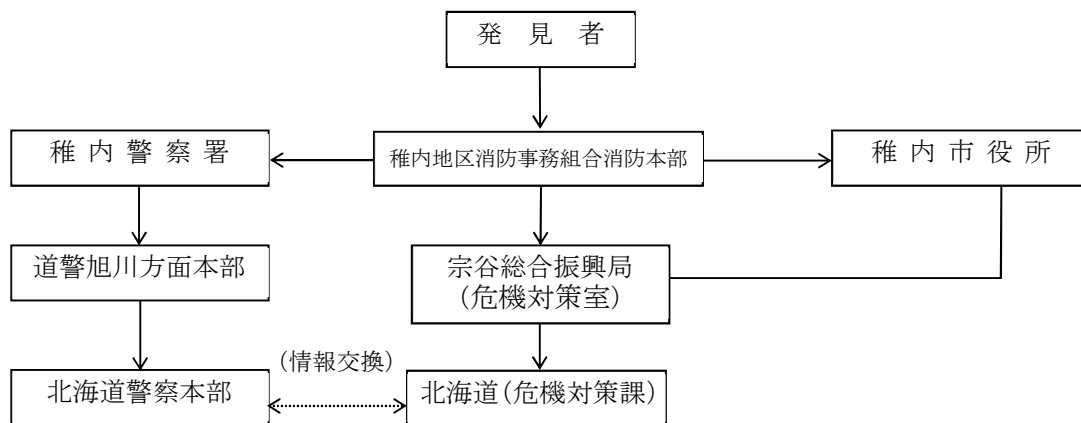 発見者
稚内警察署
稚内地区消防事務組合消防本部
稚内市役所
道警旭川方面本部
宗谷総合振興局
(危機対策室)
(情報交換)
北海道警察本部
北海道(危機対策課)